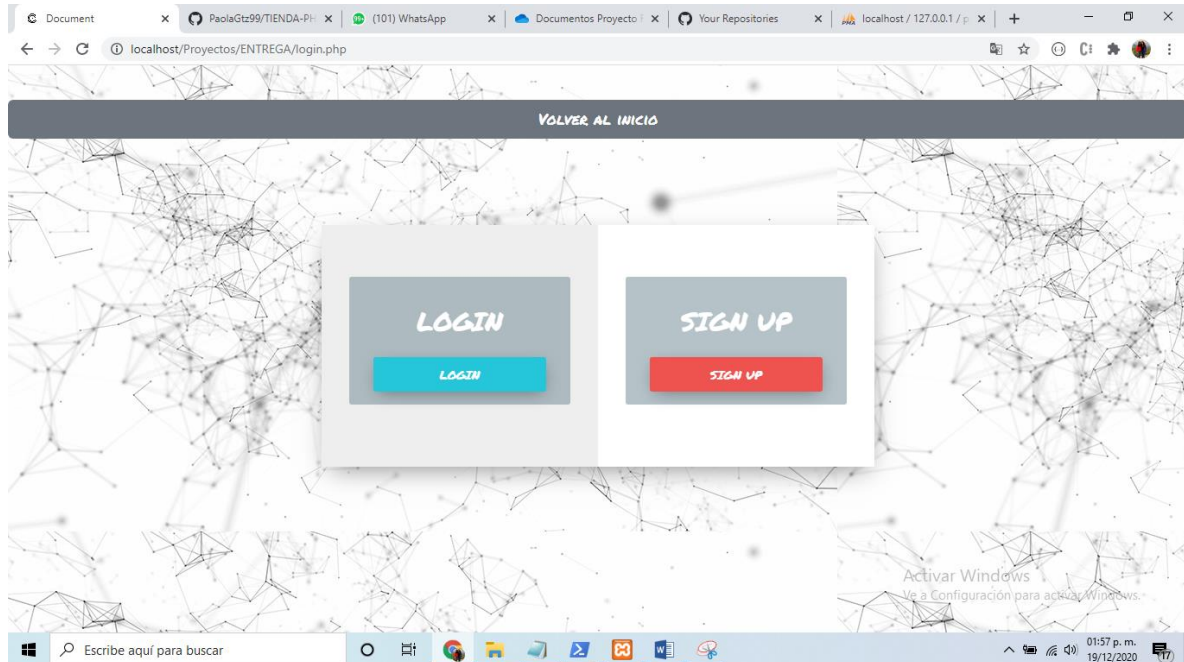 Document
PaolaGtz99/TIENDA-PH
(101) WhatsApp
Documentos Proyecto
Your Repositories
localhost / 127.0.0.1 / p
localhost/Proyectos/ENTREGA/login.php
VOLVER AL INICIO
LOGIN
LOGIN
SIGN UP
SIGN UP
Activar Windows
Ve a Configuración para activar Windows.
Escribe aquí para buscar
01:57 p. m.
19/12/2020